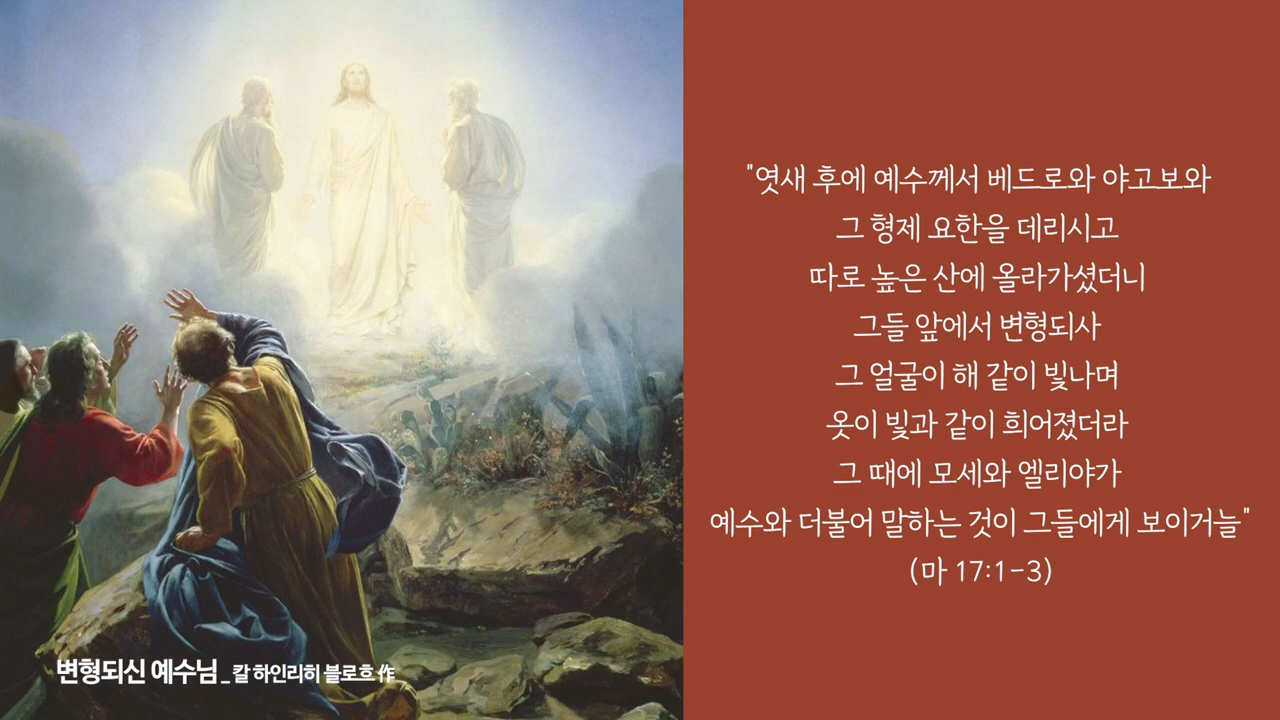 "엿새 후에 예수께서 베드로와 야고보와
그 형제 요한을 데리시고
따로 높은 산에 올라가셨더니
그들 앞에서 변형되사
그 얼굴이 해 같이 빛나며
옷이 빛과 같이 희어졌더라
그 때에 모세와 엘리야가
예수와 더불어 말하는 것이 그들에게 보이거늘"
(마 17:1-3)
변형되신 예수님_칼 하인리히 블로흐 作